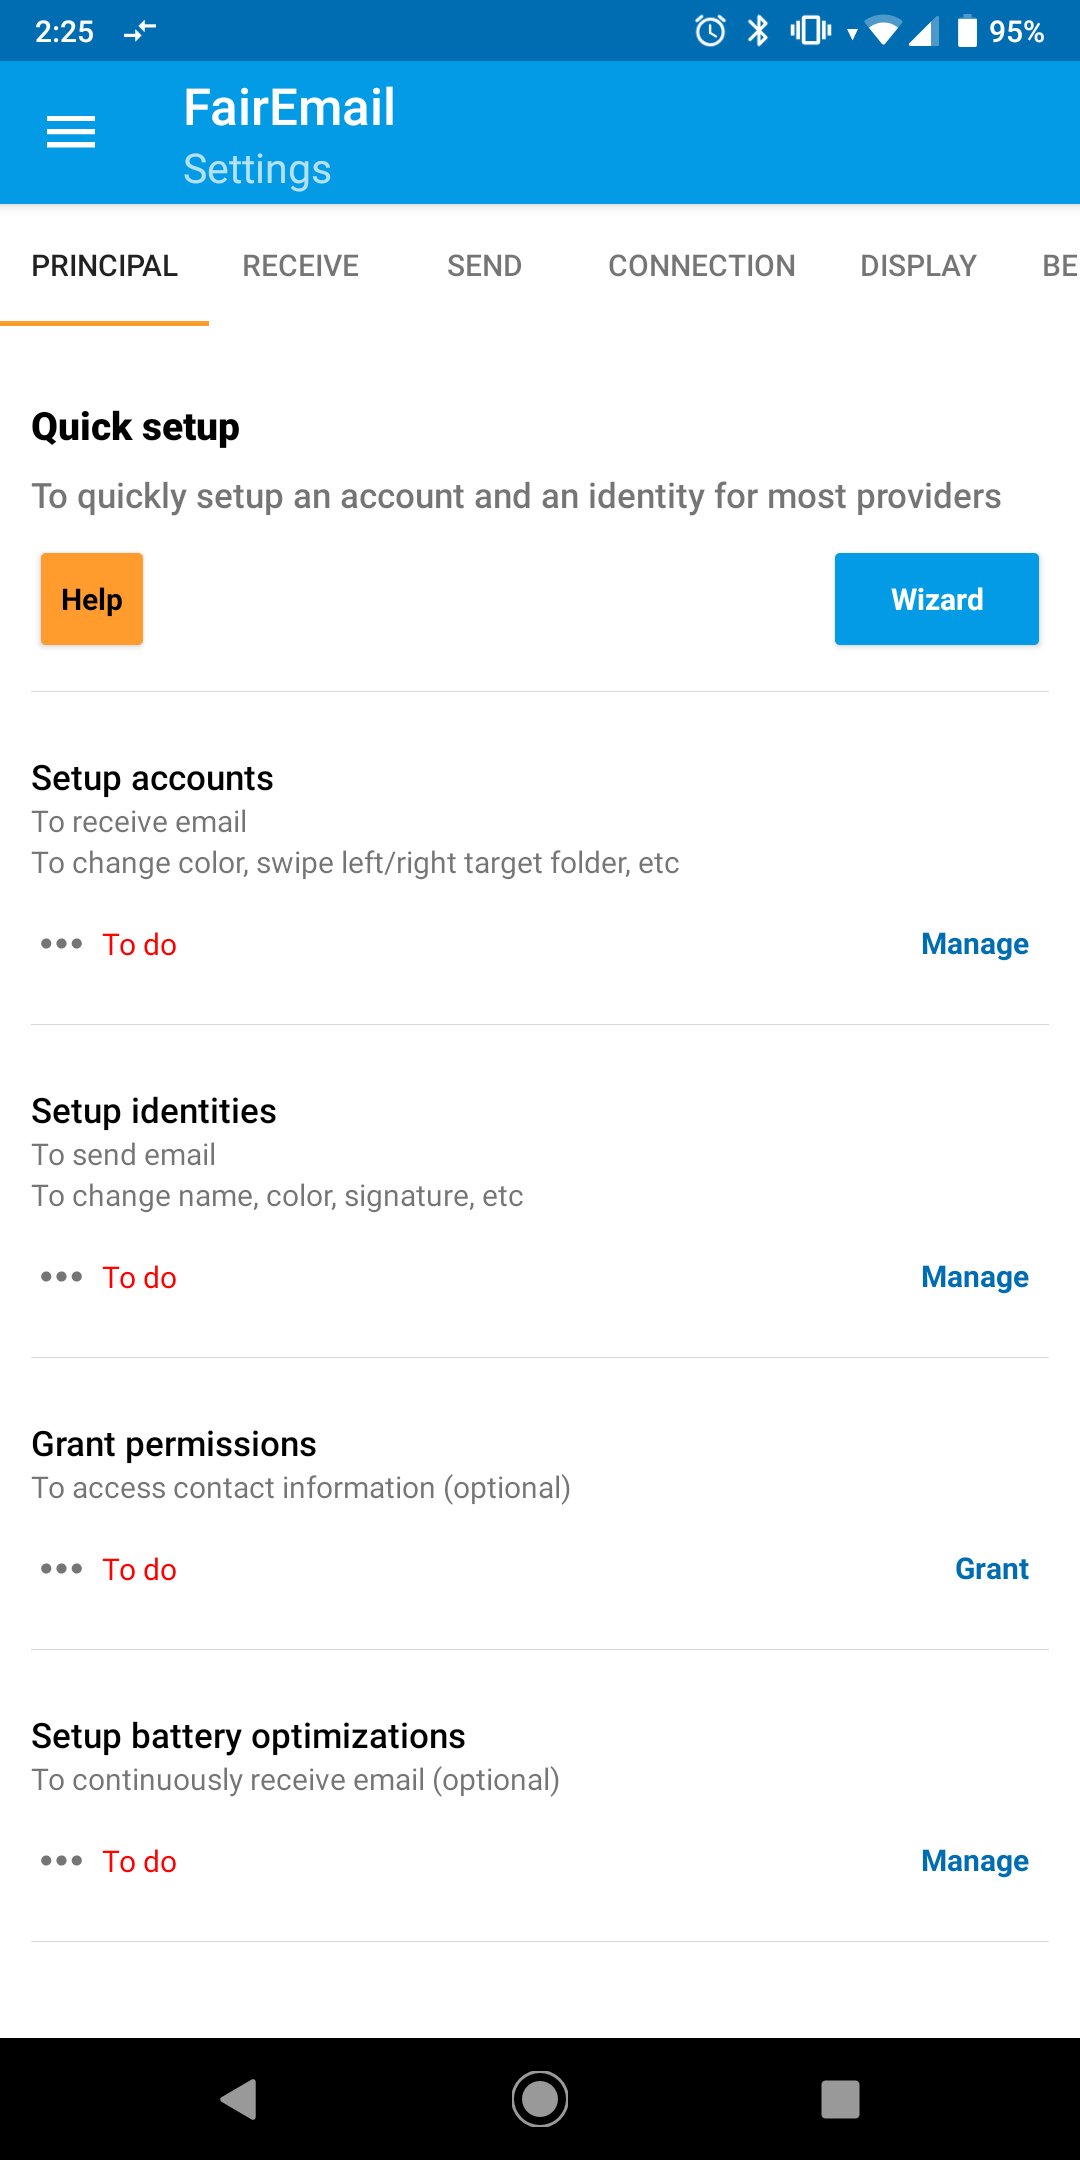 2:25
95%
FairEmail
Settings
PRINCIPAL RECEIVE SEND CONNECTION DISPLAY BE
Quick setup
To quickly setup an account and an identity for most providers
Help
Wizard
Setup accounts
To receive email
To change color, swipe left/right target folder, etc
To do
Manage
Setup identities
To send email
To change name, color, signature, etc
To do
Manage
Grant permissions
To access contact information (optional)
To do
Grant
Setup battery optimizations
To continuously receive email (optional)
To do
Manage